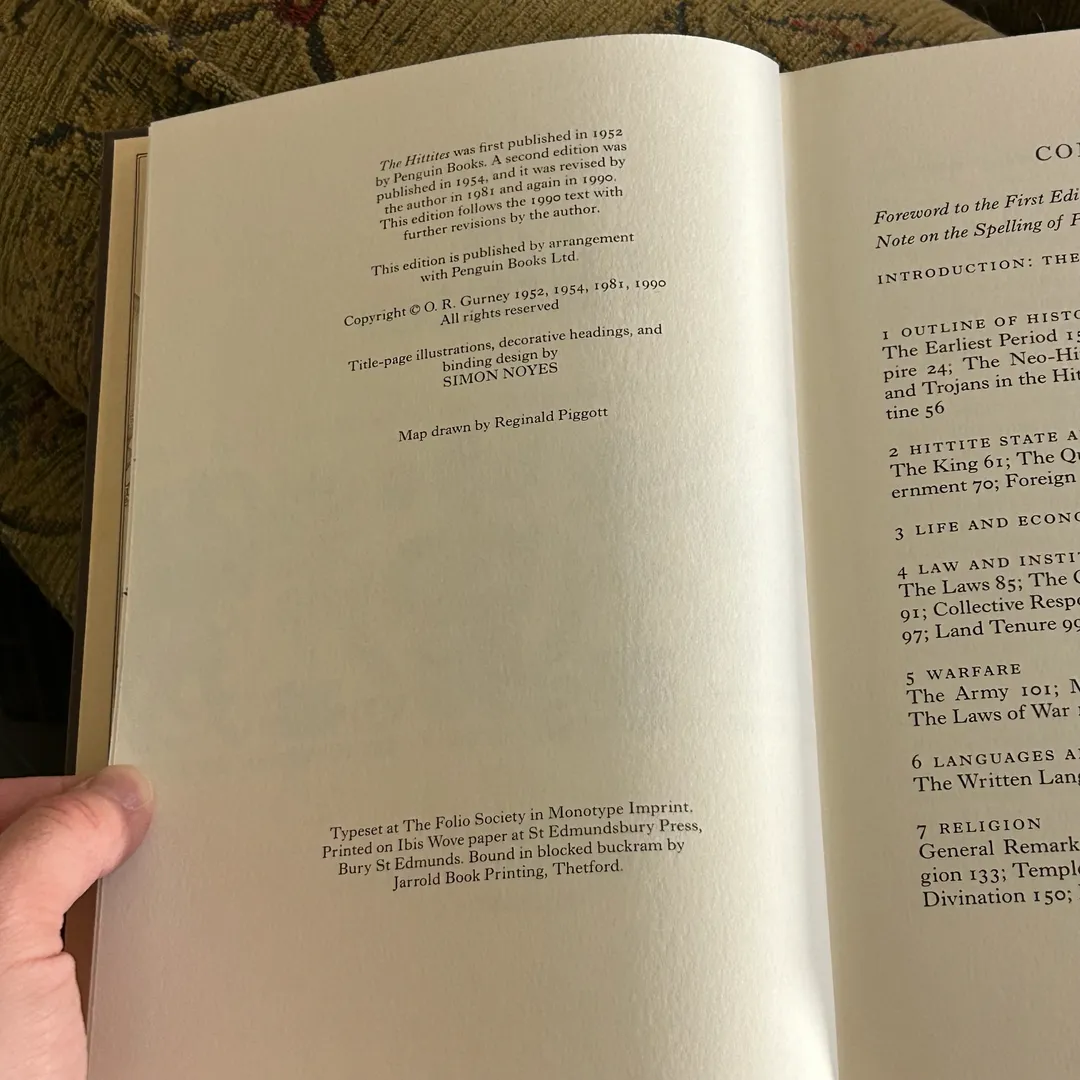 The Hittites was first published in 1952
by Penguin Books. A second edition was
published in 1954, and it was revised by
the author in 1981 and again in 1990.
This edition follows the 1990 text with
further revisions by the author.
This edition is published by arrangement
with Penguin Books Ltd.
Copyright © O. R. Gurney 1952, 1954, 1981, 1990
All rights reserved
Title-page illustrations, decorative headings, and
binding design by
SIMON NOYES
Map drawn by Reginald Piggott
Typeset at The Folio Society in Monotype Imprint.
Printed on Ibis Wove paper at St Edmundsbury Press,
Bury St Edmunds. Bound in blocked buckram by
Jarrold Book Printing, Thetford.
Foreword to the First
Note on the Spelling of
INTRODUCTION: THE
1 OUTLINE OF
The Earliest Period
pire 24; The
and Trojans in the
tine 56
2 HITTITE STATE
The King 61; The
ernment 70; Foreign
3 LIFE AND
4 LAW AND
The Laws 85; The
91; Collective
97; Land Tenure
5 WARFARE
The Army 101;
The Laws of War
6 LANGUAGES
The Written
7 RELIGION
General
gion 133;
Divination 150;